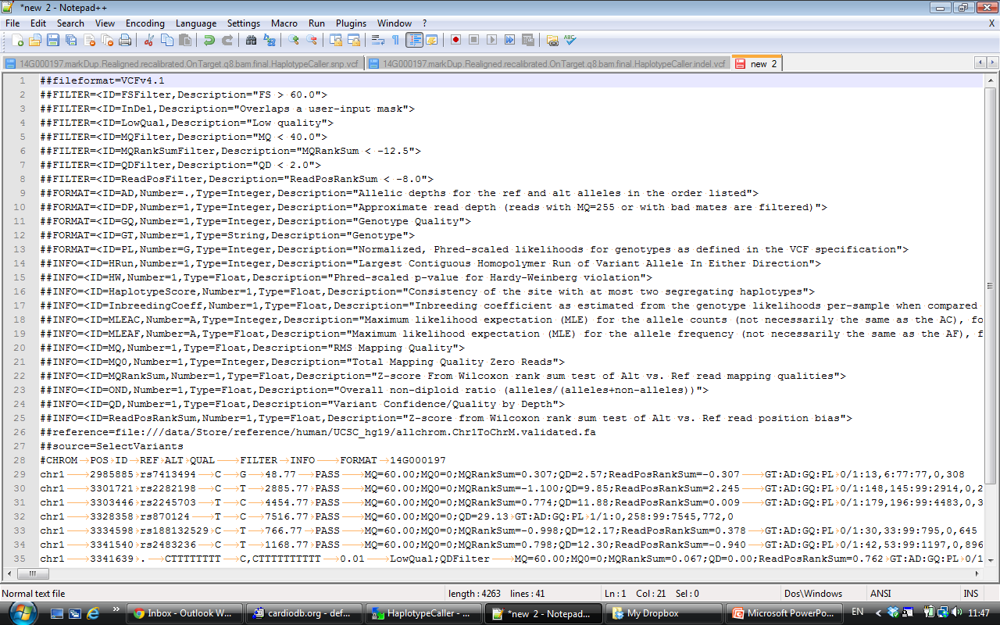 *new 2 - Notepad++
File Edit Search View Encoding Language Settings Macro Run Plugins Window ? X
14G000197.markDup.Realigned.recalibrated.OnTarget.q8.bam.final.HaplotypeCaller.snp.vcf 14G000197.markDup.Realigned.recalibrated.OnTarget.q8.bam.final.HaplotypeCaller.indel.vcf new 2
1 ##fileformat=VCFv4.1
2 ##FILTER=<ID=FSFilter,Description="FS > 60.0">
3 ##FILTER=<ID=InDel,Description="Overlaps a user-input mask">
4 ##FILTER=<ID=LowQual,Description="Low quality">
5 ##FILTER=<ID=MQFilter,Description="MQ < 40.0">
6 ##FILTER=<ID=MQRankSumFilter,Description="MQRankSum < -12.5">
7 ##FILTER=<ID=QDFilter,Description="QD < 2.0">
8 ##FILTER=<ID=ReadPosFilter,Description="ReadPosRankSum < -8.0">
9 ##FORMAT=<ID=AD,Number=.,Type=Integer,Description="Allelic depths for the ref and alt alleles in the order listed">
10 ##FORMAT=<ID=DP,Number=1,Type=Integer,Description="Approximate read depth (reads with MQ=255 or with bad mates are filtered)">
11 ##FORMAT=<ID=GQ,Number=1,Type=Integer,Description="Genotype Quality">
12 ##FORMAT=<ID=GT,Number=1,Type=String,Description="Genotype">
13 ##FORMAT=<ID=PL,Number=G,Type=Integer,Description="Normalized, Phred-scaled likelihoods for genotypes as defined in the VCF specification">
14 ##INFO=<ID=HRun,Number=1,Type=Integer,Description="Largest Contiguous Homopolymer Run of Variant Allele In Either Direction">
15 ##INFO=<ID=HW,Number=1,Type=Float,Description="Phred-scaled p-value for Hardy-Weinberg violation">
16 ##INFO=<ID=HaplotypeScore,Number=1,Type=Float,Description="Consistency of the site with at most two segregating haplotypes">
17 ##INFO=<ID=InbreedingCoeff,Number=1,Type=Float,Description="Inbreeding coefficient as estimated from the genotype likelihoods per-sample when compared
18 ##INFO=<ID=MLEAC,Number=A,Type=Integer,Description="Maximum likelihood expectation (MLE) for the allele counts (not necessarily the same as the AC), fo
19 ##INFO=<ID=MLEAF,Number=A,Type=Float,Description="Maximum likelihood expectation (MLE) for the allele frequency (not necessarily the same as the AF), f
20 ##INFO=<ID=MQ,Number=1,Type=Float,Description="RMS Mapping Quality">
21 ##INFO=<ID=MQ0,Number=1,Type=Integer,Description="Total Mapping Quality Zero Reads">
22 ##INFO=<ID=MQRankSum,Number=1,Type=Float,Description="Z-score From Wilcoxon rank sum test of Alt vs. Ref read mapping qualities">
23 ##INFO=<ID=OND,Number=1,Type=Float,Description="Overall non-diploid ratio (alleles/(alleles+non-alleles))">
24 ##INFO=<ID=QD,Number=1,Type=Float,Description="Variant Confidence/Quality by Depth">
25 ##INFO=<ID=ReadPosRankSum,Number=1,Type=Float,Description="Z-score from Wilcoxon rank sum test of Alt vs. Ref read position bias">
26 ##reference=file:///data/Store/reference/human/UCSC_hg19/allchrom.Chr1ToChrM.validated.fa
27 ##source=SelectVariants
28 #CHROM POS ID REF ALT QUAL FILTER INFO FORMAT 14G000197
29 chr1 2985885 rs7413494 C G 48.77 PASS MQ=60.00;MQ0=0;MQRankSum=0.307;QD=2.57;ReadPosRankSum=-0.307 GT:AD:GQ:PL 0/1:13,6:77:77,0,308
30 chr1 3301721 rs2282198 C T 2885.77 PASS MQ=60.00;MQ0=0;MQRankSum=-1.100;QD=9.85;ReadPosRankSum=2.245 GT:AD:GQ:PL 0/1:148,145:99:2914,0,2
31 chr1 3303446 rs2245703 T C 4454.77 PASS MQ=60.00;MQ0=0;MQRankSum=0.774;QD=11.88;ReadPosRankSum=0.009 GT:AD:GQ:PL 0/1:179,196:99:4483,0,3
32 chr1 3328358 rs870124 T C 7516.77 PASS MQ=60.00;MQ0=0;QD=29.13 GT:AD:GQ:PL 1/1:0,258:99:7545,772,0
33 chr1 3334598 rs188132529 C T 766.77 PASS MQ=60.00;MQ0=0;MQRankSum=-0.998;QD=12.17;ReadPosRankSum=0.378 GT:AD:GQ:PL 0/1:30,33:99:795,0,645
34 chr1 3341540 rs2483236 C T 1168.77 PASS MQ=60.00;MQ0=0;MQRankSum=0.798;QD=12.30;ReadPosRankSum=-0.940 GT:AD:GQ:PL 0/1:42,53:99:1197,0,896
35 chr1 3341639 . CTTTTTTTT C,CTTTTTTTTTT 0.01 LowQual;QDFilter MQ=60.00;MQ0=0;MQRankSum=0.067;QD=0.00;ReadPosRankSum=0.762 GT:AD:GQ:PL 0/1
Normal text file length : 4263 lines : 41 Ln : 1 Col : 21 Sel : 0 Dos\Windows ANSI INS
Inbox - Outlook W... cardiodb.org - def... HaplotypeCaller - ... *new 2 - Notepad... My Dropbox Microsoft PowerPo... EN 11:47